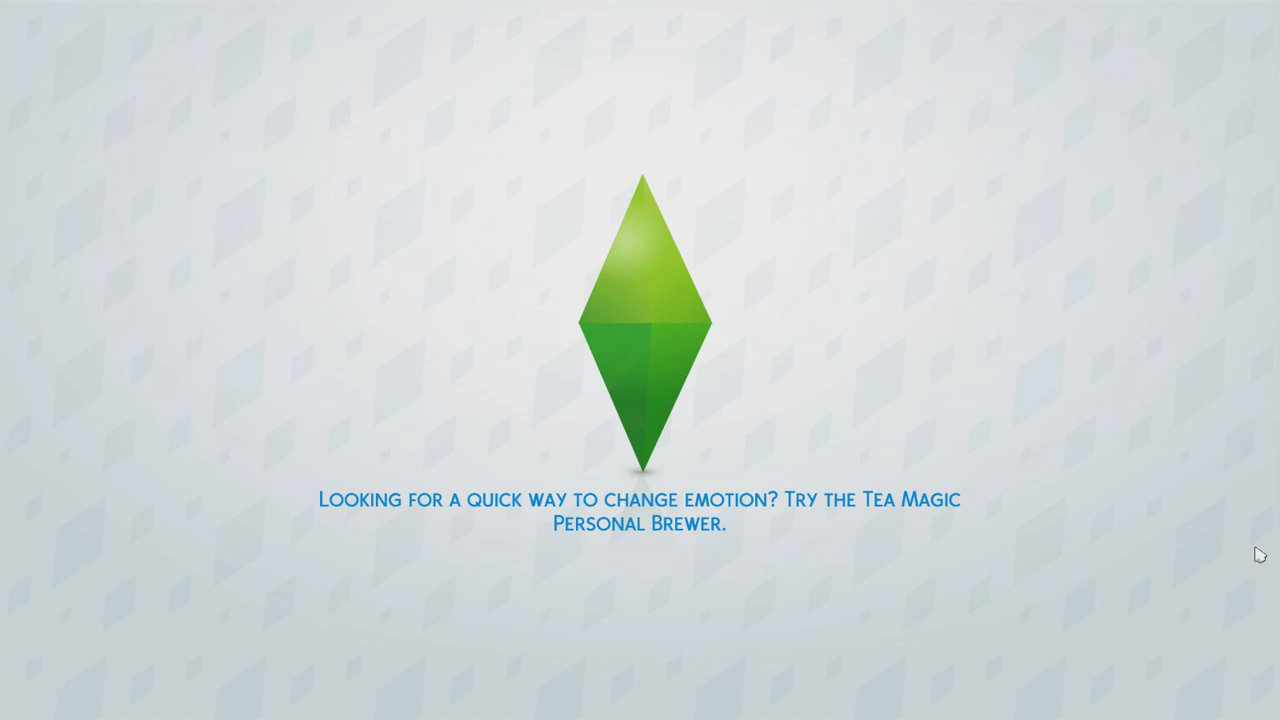 Looking for a quick way to change emotion? Try the Tea Magic
Personal Brewer.